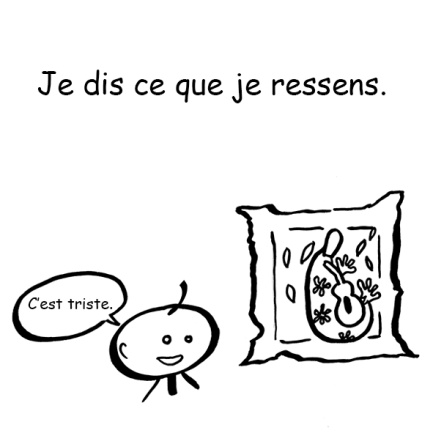 Je dis ce que je ressens.
C'est triste.